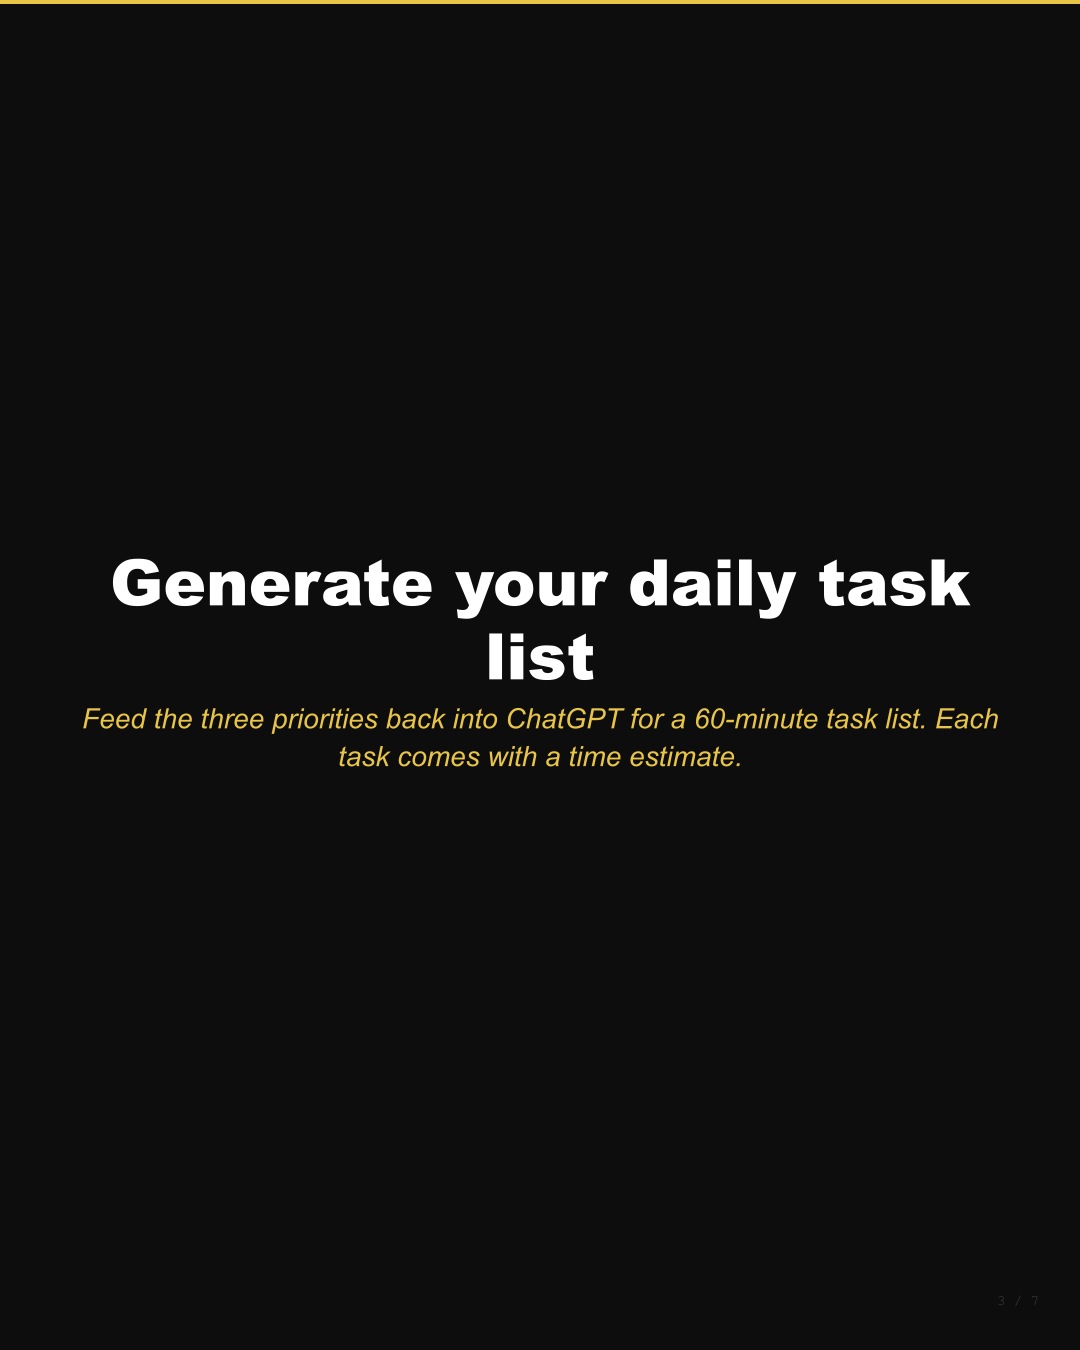 Generate your daily task
list
Feed the three priorities back into ChatGPT for a 60-minute task list. Each
task comes with a time estimate.
3 / 7